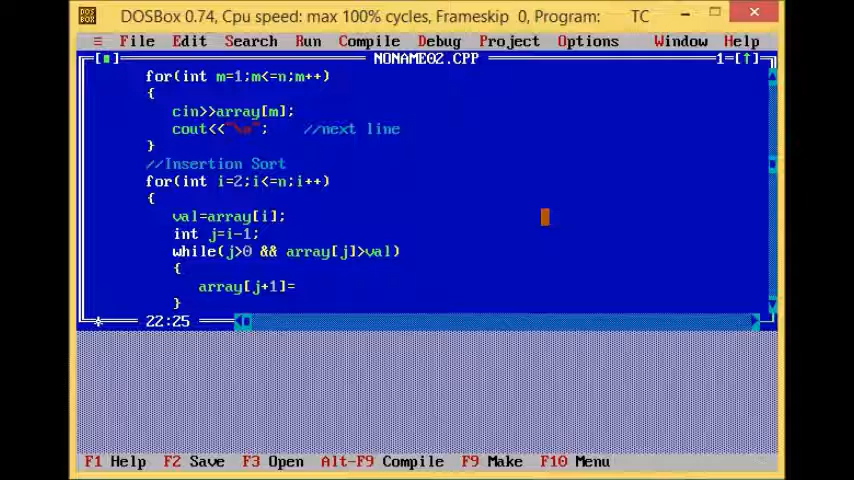 DOSBox 0.74, Cpu speed: max 100% cycles, Frameskip 0, Program: TC
≡ File Edit Search Run Compile Debug Project Options Window Help
[■] NONAME02.CPP 1=[↑]
for(int m=1;m<=n;m++)
{
cin>>array[m];
cout<<"\n"; //next line
}
//Insertion Sort
for(int i=2;i<=n;i++)
{
val=array[i];
int j=i-1;
while(j>0 && array[j]>val)
{
array[j+1]=
}
22:25
F1 Help F2 Save F3 Open Alt-F9 Compile F9 Make F10 Menu